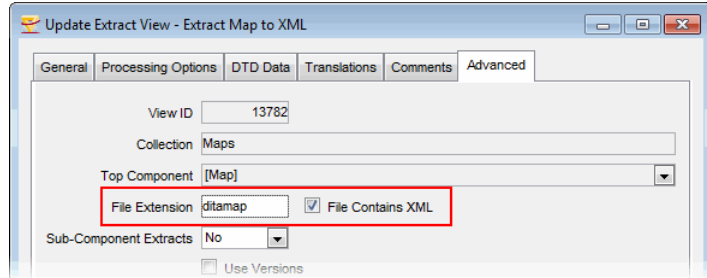 Update Extract View - Extract Map to XML
General Processing Options DTD Data Translations Comments Advanced
View ID 13782
Collection Maps
Top Component [Map]
File Extension ditamap File Contains XML
Sub-Component Extracts No
Use Versions